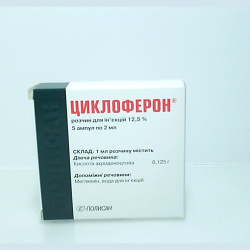 ЦИКЛОФЕРОН®
розчин для ін'єкцій 12,5 %
5 ампул по 2 мл
СКЛАД: 1 мл розчину містить
Діюча речовина:
Кислота акридоноцтова 0,125 г
Допоміжні речовини:
Меглюмін, вода для ін'єкцій
ПОЛИСАН